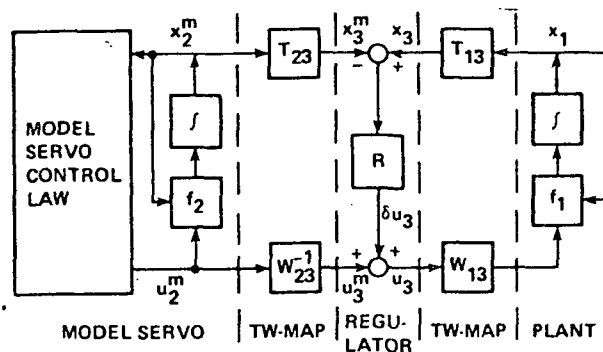 x₂ᵐ
T₂₃
x₃ᵐ
x₃
T₁₃
x₁
−
+
MODEL
SERVO
CONTROL
LAW
∫
R
∫
f₂
δu₃
f₁
W₂₃⁻¹
+
+
W₁₃
u₂ᵐ
u₃ᵐ
u₃
MODEL SERVO
TW-MAP
REGU-
LATOR
TW-MAP
PLANT